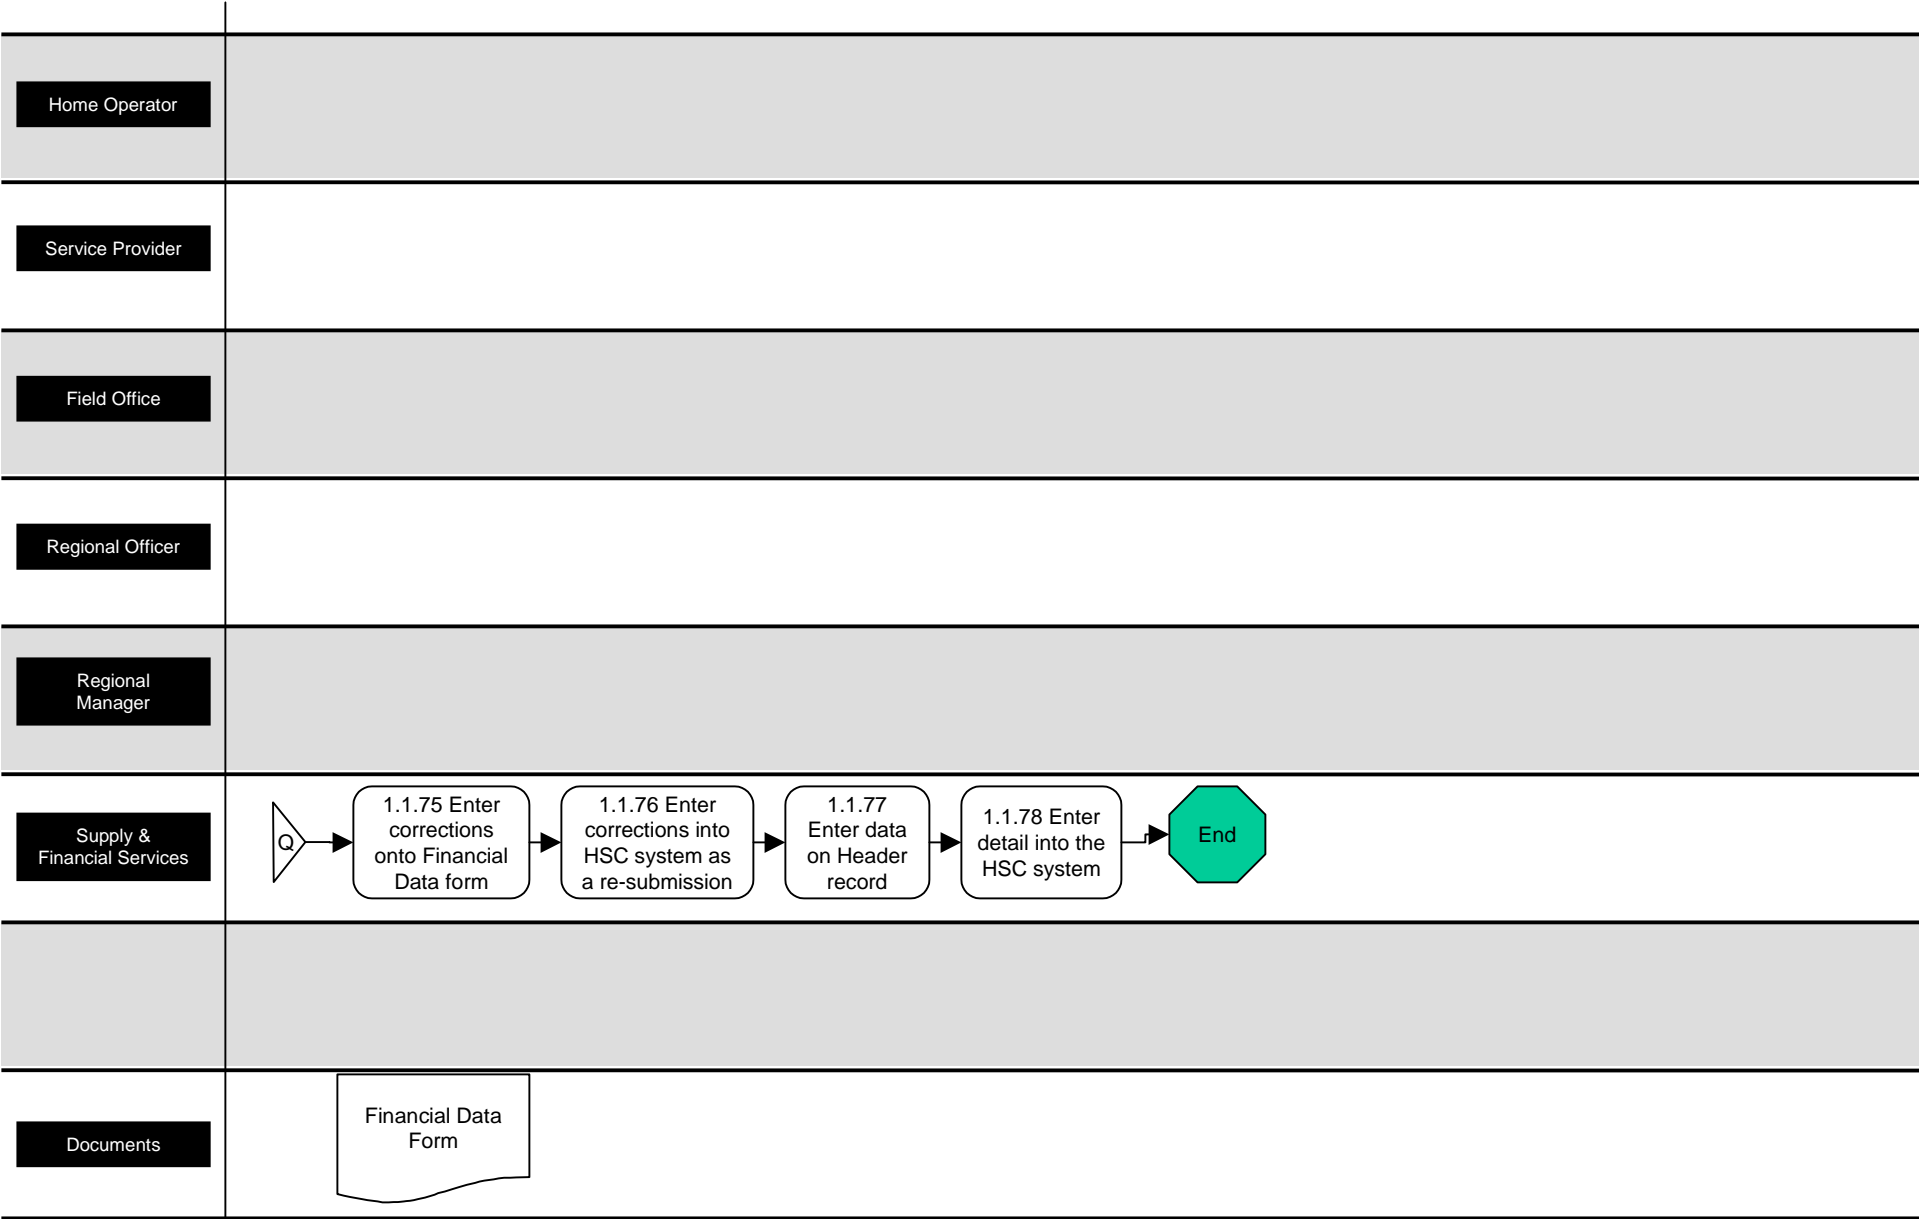 Home Operator
Service Provider
Field Office
Regional Officer
Regional
Manager
Supply &
Financial Services
Q
1.1.75 Enter
corrections
onto Financial
Data form
1.1.76 Enter
corrections into
HSC system as
a re-submission
1.1.77
Enter data
on Header
record
1.1.78 Enter
detail into the
HSC system
End
Documents
Financial Data
Form